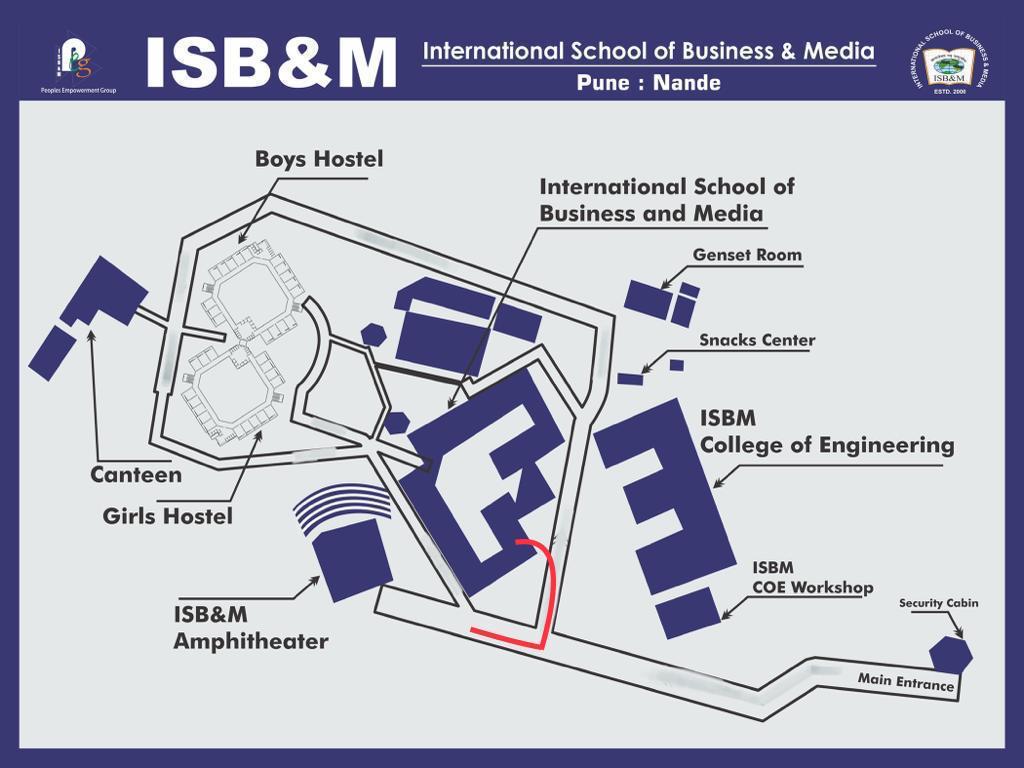 ISB&M
International School of Business & Media
Pune : Nande
Peoples Empowerment Group
INTERNATIONAL SCHOOL OF BUSINESS & MEDIA
ISB&M
ESTD. 2000
Boys Hostel
International School of
Business and Media
Genset Room
Snacks Center
ISBM
College of Engineering
Canteen
Girls Hostel
ISBM
COE Workshop
Security Cabin
ISB&M
Amphitheater
Main Entrance